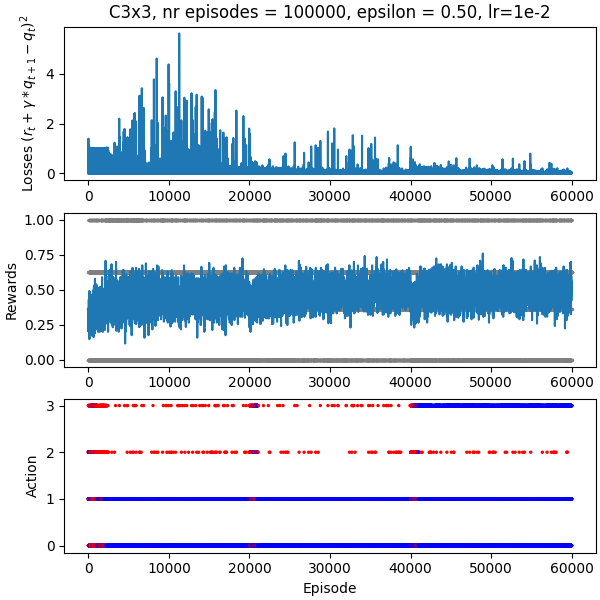 C3x3, nr episodes = 100000, epsilon = 0.50, lr=1e-2
Losses $(r_t + \gamma * q_{t+1} - q_t)^2$
4
2
0
0 10000 20000 30000 40000 50000 60000
Rewards
1.00
0.75
0.50
0.25
0.00
0 10000 20000 30000 40000 50000 60000
Action
3
2
1
0
0 10000 20000 30000 40000 50000 60000
Episode